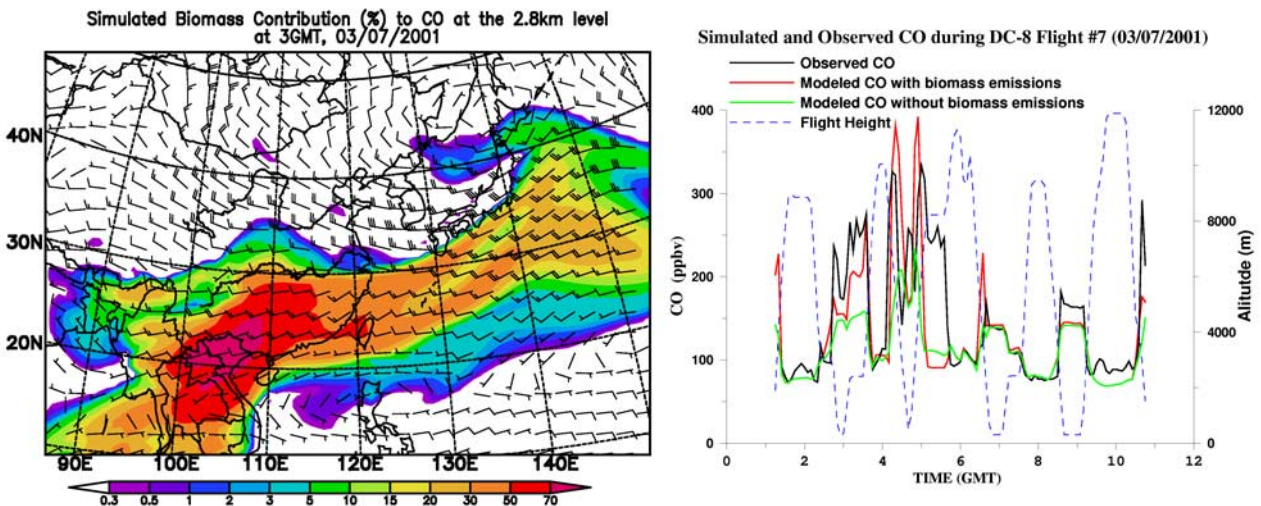 Simulated Biomass Contribution (%) to CO at the 2.8km level
at 3GMT, 03/07/2001
40N
30N
20N
90E 100E 110E 120E 130E 140E
0.3 0.5 1 2 3 5 10 15 20 30 50 70
Simulated and Observed CO during DC-8 Flight #7 (03/07/2001)
Observed CO
Modeled CO with biomass emissions
Modeled CO without biomass emissions
Flight Height
400
300
200
100
0
CO (ppbv)
12000
8000
4000
0
Alitutude (m)
0 2 4 6 8 10 12
TIME (GMT)